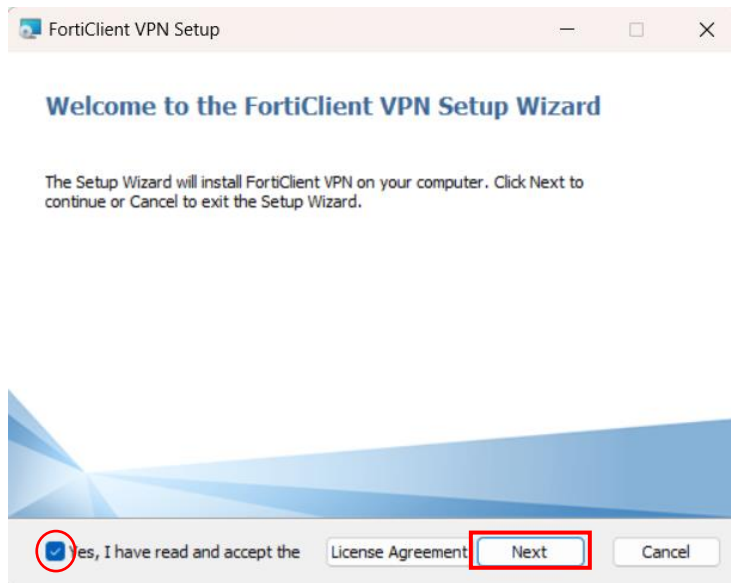 FortiClient VPN Setup
Welcome to the FortiClient VPN Setup Wizard
The Setup Wizard will install FortiClient VPN on your computer. Click Next to
continue or Cancel to exit the Setup Wizard.
Yes, I have read and accept the License Agreement Next Cancel